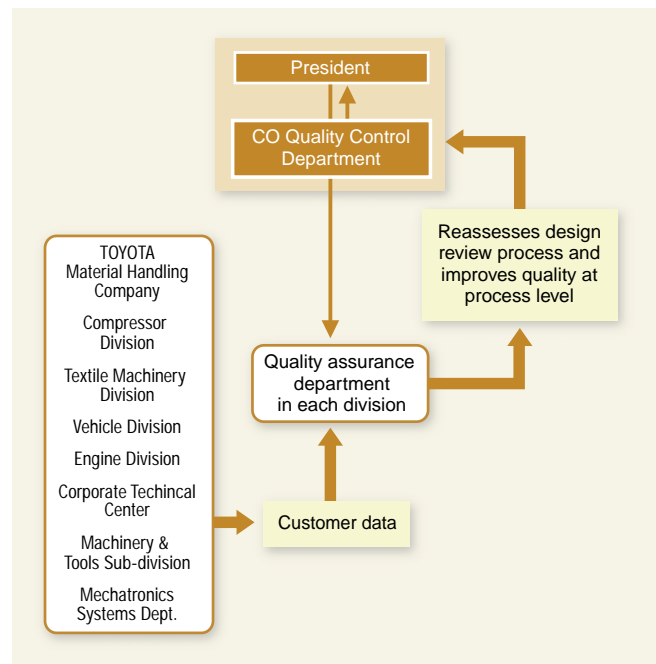 President
CO Quality Control
Department
Reassesses design
review process and
improves quality at
process level
TOYOTA
Material Handling
Company
Compressor
Division
Textile Machinery
Division
Vehicle Division
Engine Division
Corporate Techincal
Center
Machinery &
Tools Sub-division
Mechatronics
Systems Dept.
Quality assurance
department
in each division
Customer data